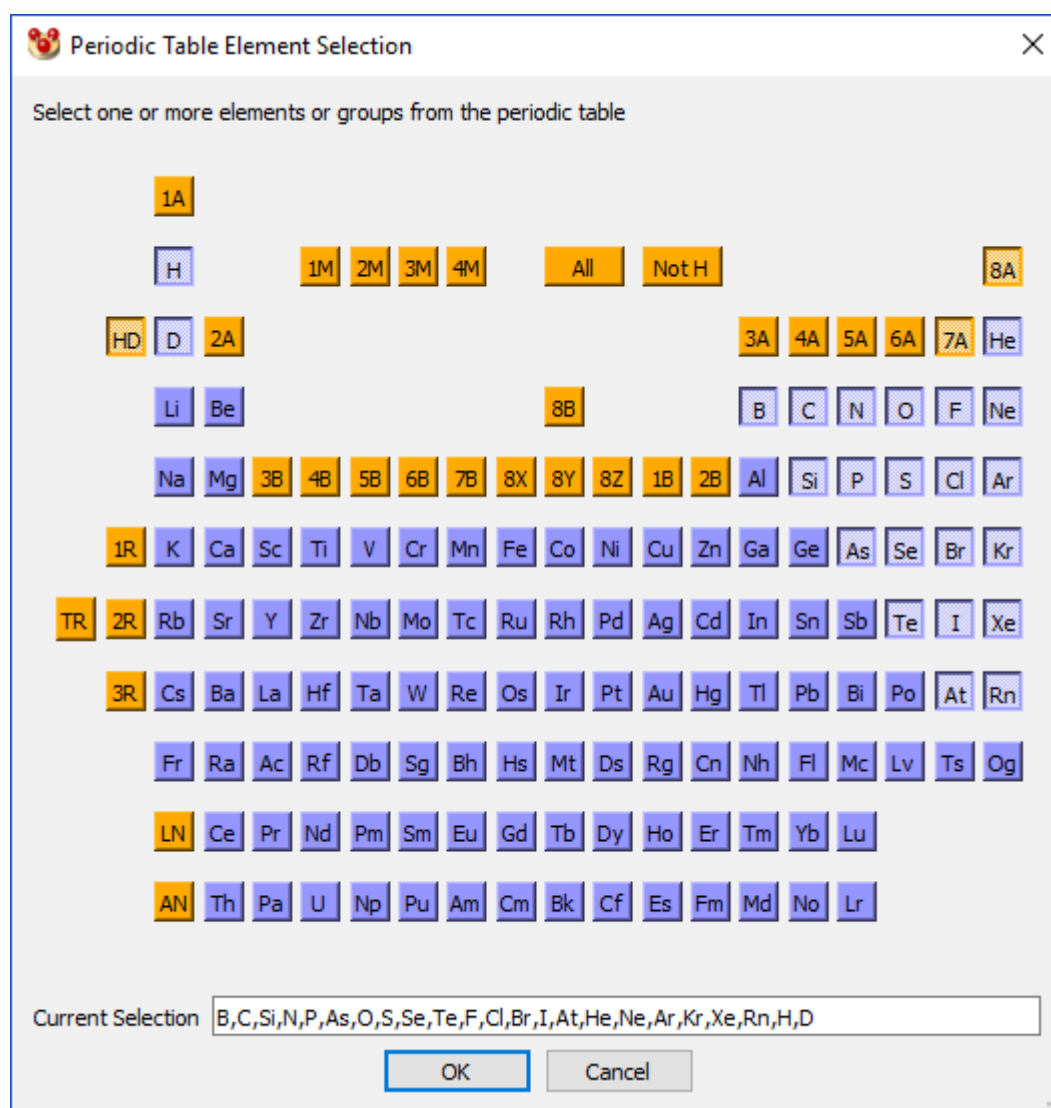 Periodic Table Element Selection
Select one or more elements or groups from the periodic table
1A
H 1M 2M 3M 4M All Not H 8A
HD D 2A 3A 4A 5A 6A 7A He
Li Be 8B B C N O F Ne
Na Mg 3B 4B 5B 6B 7B 8X 8Y 8Z 1B 2B Al Si P S Cl Ar
1R K Ca Sc Ti V Cr Mn Fe Co Ni Cu Zn Ga Ge As Se Br Kr
TR 2R Rb Sr Y Zr Nb Mo Tc Ru Rh Pd Ag Cd In Sn Sb Te I Xe
3R Cs Ba La Hf Ta W Re Os Ir Pt Au Hg Tl Pb Bi Po At Rn
Fr Ra Ac Rf Db Sg Bh Hs Mt Ds Rg Cn Nh Fl Mc Lv Ts Og
LN Ce Pr Nd Pm Sm Eu Gd Tb Dy Ho Er Tm Yb Lu
AN Th Pa U Np Pu Am Cm Bk Cf Es Fm Md No Lr
Current Selection B,C,Si,N,P,As,O,S,Se,Te,F,Cl,Br,I,At,He,Ne,Ar,Kr,Xe,Rn,H,D
OK Cancel